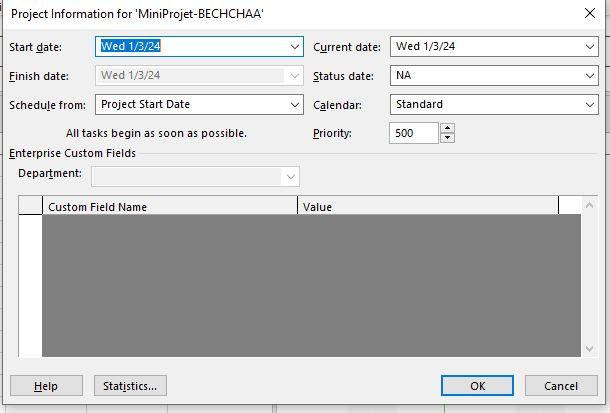 Project Information for 'MiniProjet-BECHCHAA'
Start date: Wed 1/3/24 Current date: Wed 1/3/24
Finish date: Wed 1/3/24 Status date: NA
Schedule from: Project Start Date Calendar: Standard
All tasks begin as soon as possible. Priority: 500
Enterprise Custom Fields
Department:
Custom Field Name Value
Help Statistics... OK Cancel